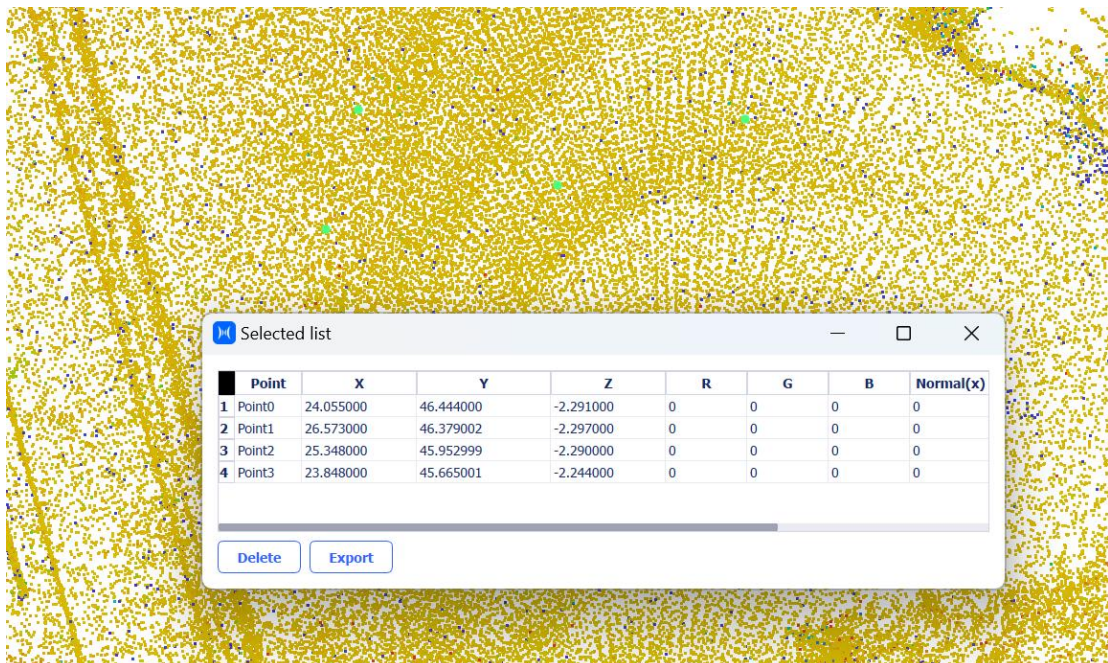 Selected list
Point X Y Z R G B Normal(x)
1 Point0 24.055000 46.444000 -2.291000 0 0 0 0
2 Point1 26.573000 46.379002 -2.297000 0 0 0 0
3 Point2 25.348000 45.952999 -2.290000 0 0 0 0
4 Point3 23.848000 45.665001 -2.244000 0 0 0 0
Delete Export